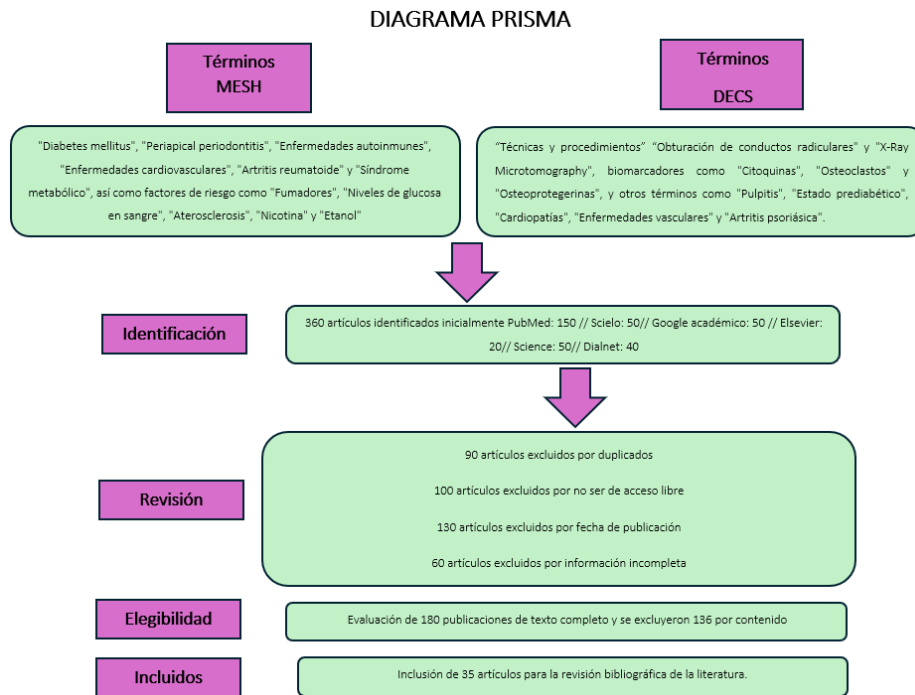 DIAGRAMA PRISMA
Términos
MESH
Términos
DECS
"Diabetes mellitus", "Periapical periodontitis", "Enfermedades autoinmunes",
"Enfermedades cardiovasculares", "Artritis reumatoide" y "Síndrome
metabólico", así como factores de riesgo como "Fumadores", "Niveles de glucosa
en sangre", "Aterosclerosis", "Nicotina" y "Etanol"
"Técnicas y procedimientos" "Obturación de conductos radiculares" y "X-Ray
Microtomography", biomarcadores como "Citoquinas", "Osteoclastos" y
"Osteoprotegerinas", y otros términos como "Pulpitis", "Estado prediabético",
"Cardiopatías", "Enfermedades vasculares" y "Artritis psoriásica".
Identificación
360 artículos identificados inicialmente PubMed: 150 // Scielo: 50// Google académico: 50 // Elsevier:
20// Science: 50// Dialnet: 40
Revisión
90 artículos excluidos por duplicados
100 artículos excluidos por no ser de acceso libre
130 artículos excluidos por fecha de publicación
60 artículos excluidos por información incompleta
Elegibilidad
Evaluación de 180 publicaciones de texto completo y se excluyeron 136 por contenido
Incluidos
Inclusión de 35 artículos para la revisión bibliográfica de la literatura.